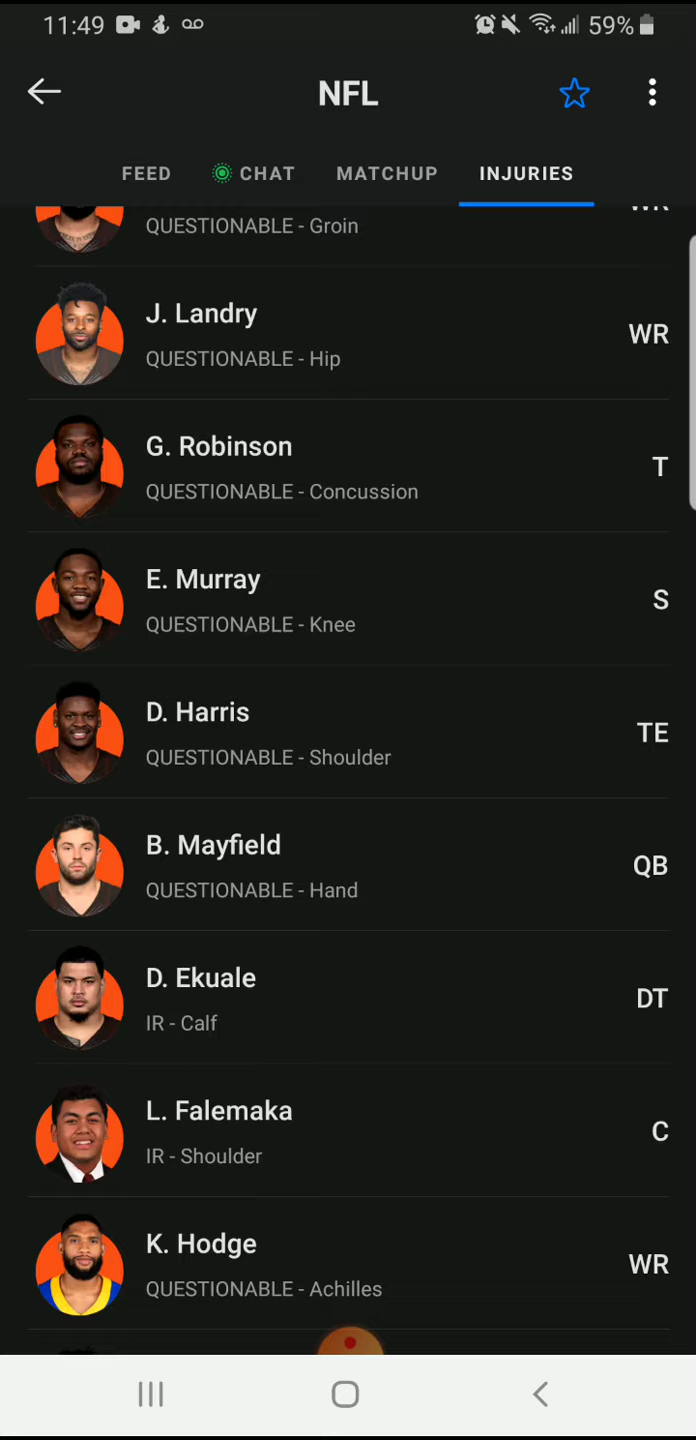 11:49
59%
NFL
FEED
CHAT
MATCHUP
INJURIES
WR
QUESTIONABLE - Groin
J. Landry
WR
QUESTIONABLE - Hip
G. Robinson
T
QUESTIONABLE - Concussion
E. Murray
S
QUESTIONABLE - Knee
D. Harris
TE
QUESTIONABLE - Shoulder
B. Mayfield
QB
QUESTIONABLE - Hand
D. Ekuale
DT
IR - Calf
L. Falemaka
C
IR - Shoulder
K. Hodge
WR
QUESTIONABLE - Achilles